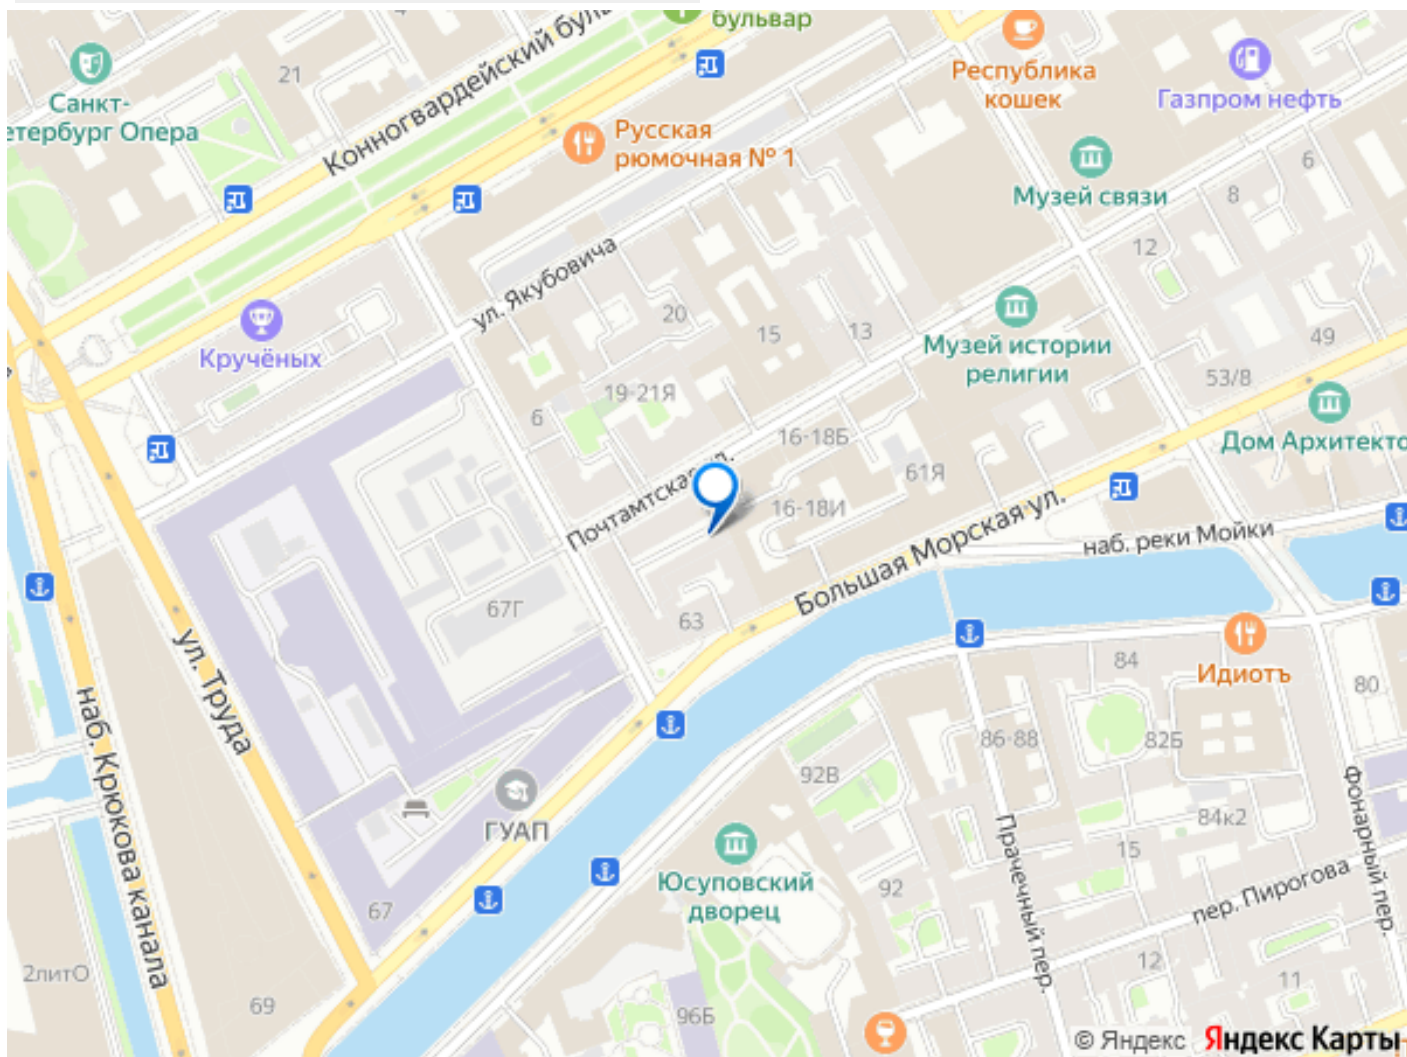 бульвар
Конногвардейский буль
21
4
Санкт-
етербург Опера
Русская
рюмочная № 1
Республика
кошек
Газпром нефть
Музей связи
6
8
12
ул. Якубовича
20
15
13
Кручёных
Музей истории
религии
49
53/8
19-21Я
6
16-18Б
Дом Архитекто
61Я
Почтамтская ул.
16-18И
Большая Морская ул.
наб. реки Мойки
67Г
63
ул. Труда
84
Идиотъ
80
наб. Крюкова канала
86-88
82Б
92В
ГУАП
84к2
Фонарный пер.
Прачечный пер.
15
Юсуповский
дворец
92
пер. Пирогова
67
2литО
12
11
69
96Б
© Яндекс Яндекс Карты